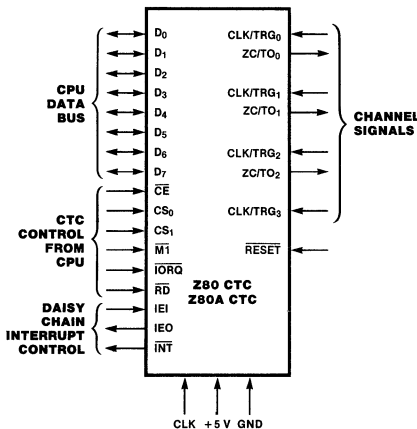 CPU
DATA
BUS
CTC
CONTROL
FROM
CPU
DAISY
CHAIN
INTERRUPT
CONTROL
D0
D1
D2
D3
D4
D5
D6
D7
CE
CS0
CS1
M1
IORQ
RD
IEI
IEO
INT
CLK/TRG0
ZC/TO0
CLK/TRG1
ZC/TO1
CLK/TRG2
ZC/TO2
CLK/TRG3
RESET
Z80 CTC
Z80A CTC
CHANNEL
SIGNALS
CLK +5 V GND